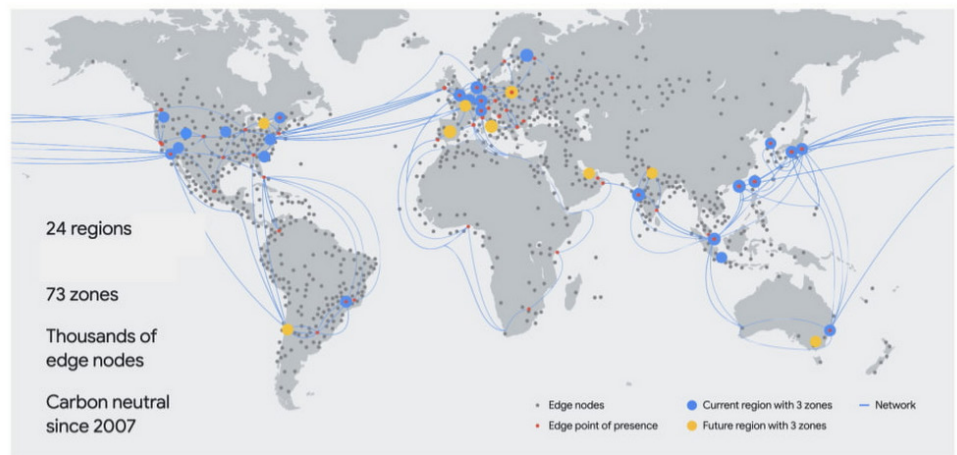 24 regions
73 zones
Thousands of
edge nodes
Carbon neutral
since 2007
Edge nodes
Edge point of presence
Current region with 3 zones
Future region with 3 zones
Network